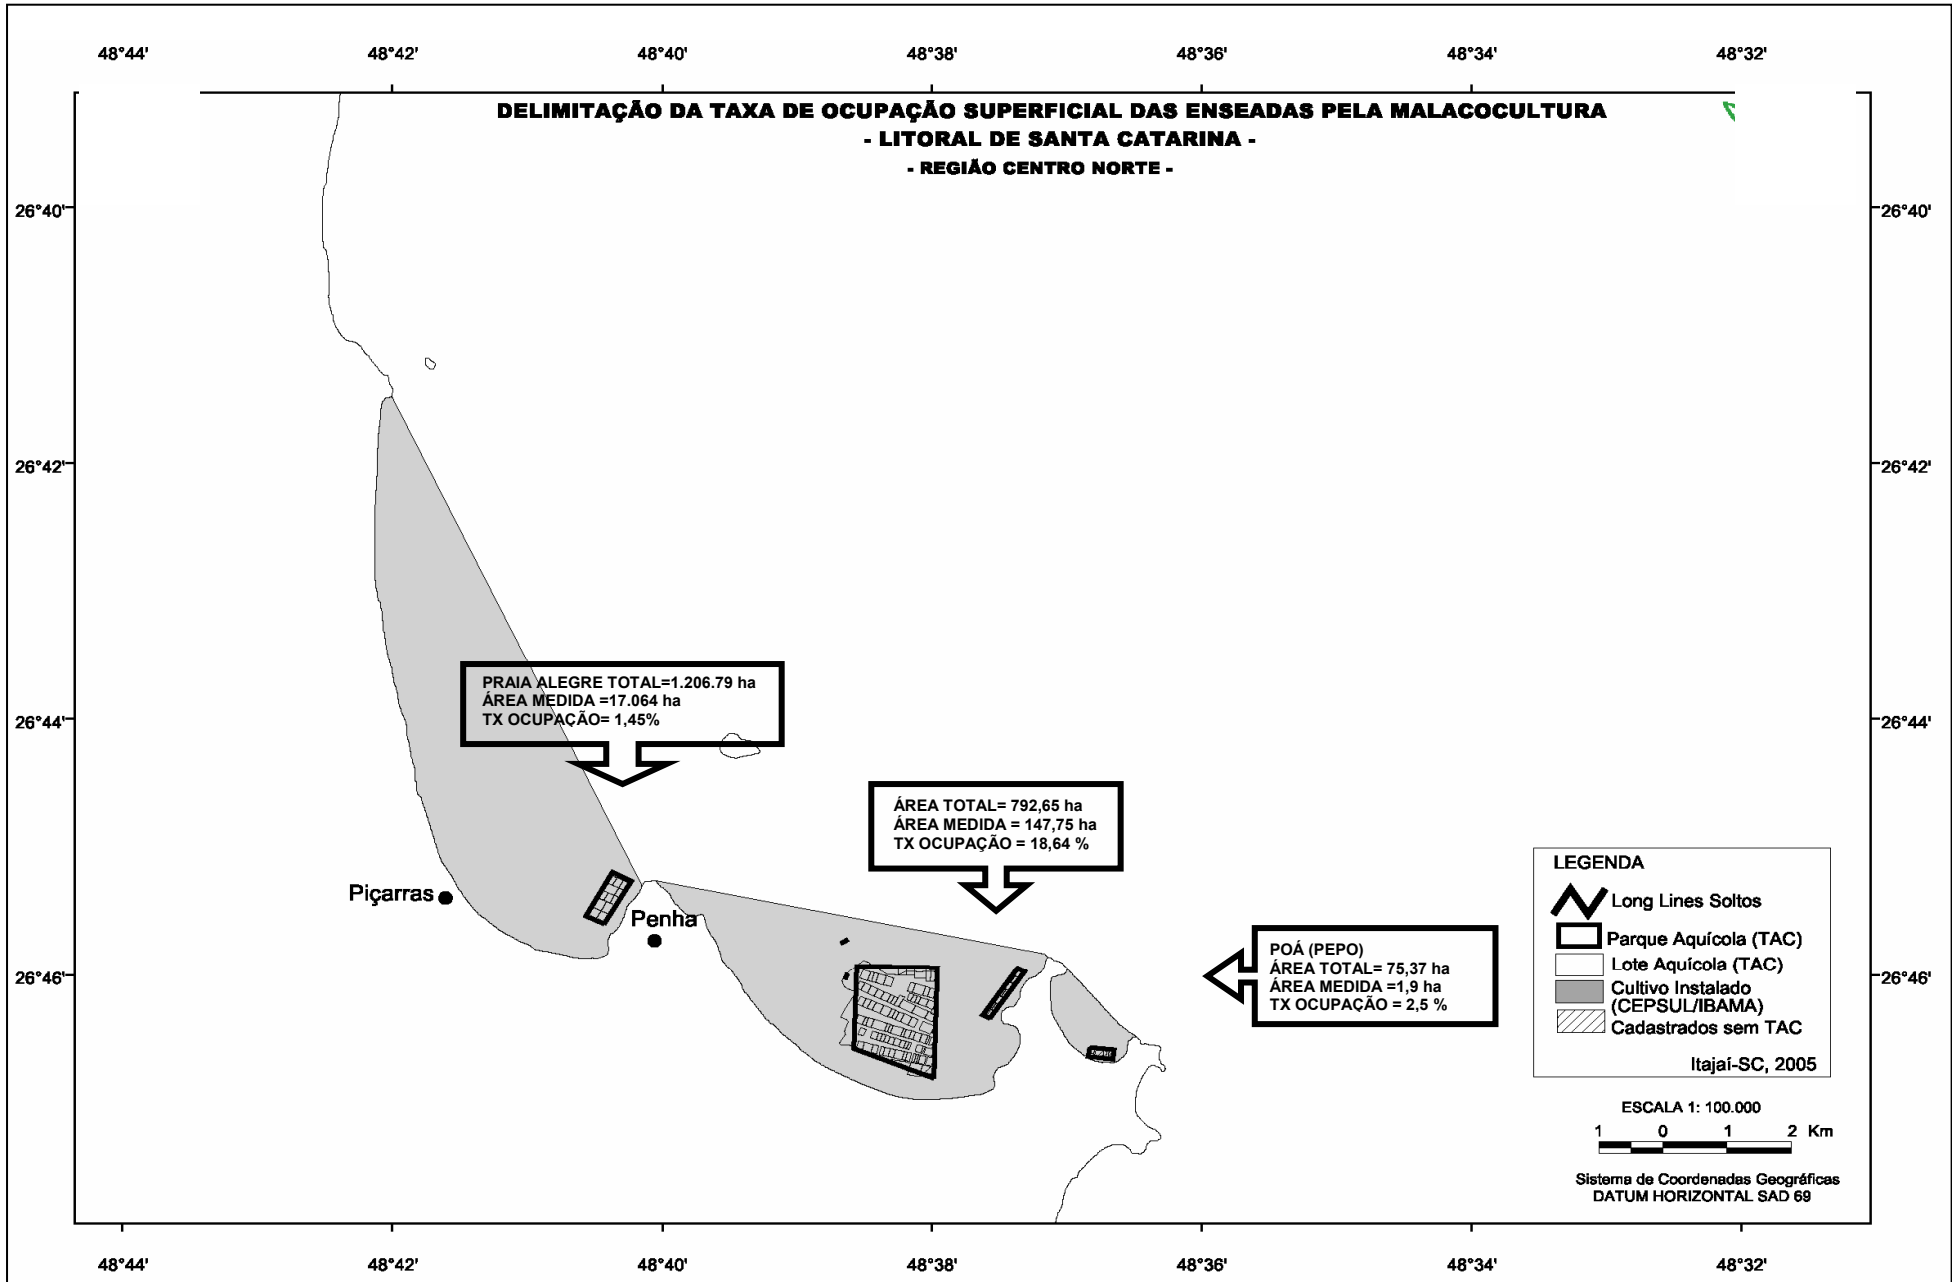 48°44' 48°42' 48°40' 48°38' 48°36' 48°34' 48°32'
DELIMITAÇÃO DA TAXA DE OCUPAÇÃO SUPERFICIAL DAS ENSEADAS PELA MALACOCULTURA
- LITORAL DE SANTA CATARINA -
- REGIÃO CENTRO NORTE -
26°40' 26°40'
26°42' 26°42'
PRAIA ALEGRE TOTAL=1.206.79 ha
ÁREA MEDIDA =17.064 ha
TX OCUPAÇÃO= 1,45%
26°44' 26°44'
ÁREA TOTAL= 792,65 ha
ÁREA MEDIDA = 147,75 ha
TX OCUPAÇÃO = 18,64 %
Piçarras
Penha
POÁ (PEPO)
ÁREA TOTAL= 75,37 ha
ÁREA MEDIDA =1,9 ha
TX OCUPAÇÃO = 2,5 %
26°46' 26°46'
LEGENDA
Long Lines Soltos
Parque Aquícola (TAC)
Lote Aquícola (TAC)
Cultivo Instalado
(CEPSUL/IBAMA)
Cadastrados sem TAC
Itajaí-SC, 2005
ESCALA 1: 100.000
1 0 1 2 Km
Sistema de Coordenadas Geográficas
DATUM HORIZONTAL SAD 69
48°44' 48°42' 48°40' 48°38' 48°36' 48°34' 48°32'